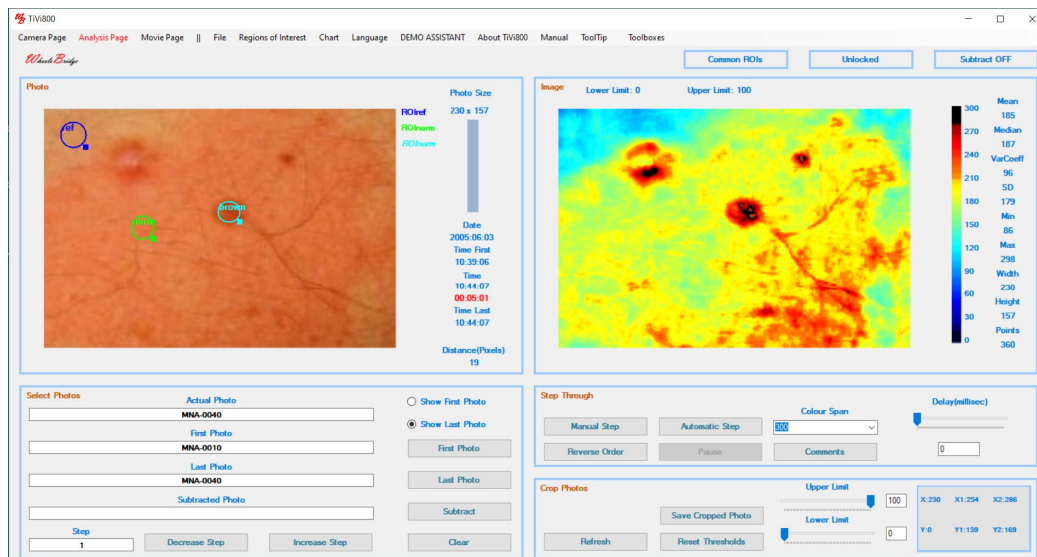 TiVi800
Camera Page Analysis Page Movie Page || File Regions of Interest Chart Language DEMO ASSISTANT About TiVi800 Manual ToolTip Toolboxes
WheelsBridge Common ROIs Unlocked Subtract OFF
Photo
Photo Size
230 x 157
ROIref
ROInorm
ROInorm
ref
brown
Date
2005:06:03
Time First
10:39:06
Time
10:44:07
00:05:01
Time Last
10:44:07
Distance(Pixels)
19
Image Lower Limit: 0 Upper Limit: 100
300
270
240
210
180
150
120
90
60
30
0
Mean
185
Median
187
VarCoeff
96
SD
179
Min
86
Max
298
Width
230
Height
157
Points
360
Select Photos
Actual Photo
MNA-0040
First Photo
MNA-0010
Last Photo
MNA-0040
Subtracted Photo
Step
1
Decrease Step Increase Step
Show First Photo
Show Last Photo
First Photo
Last Photo
Subtract
Clear
Step Through
Manual Step Automatic Step
Reverse Order Pause
Colour Span
300
Comments
Delay(millisec)
0
Crop Photos
Save Cropped Photo
Refresh Reset Thresholds
Upper Limit
100
Lower Limit
0
X:230 X1:254 X2:286
Y:0 Y1:139 Y2:169